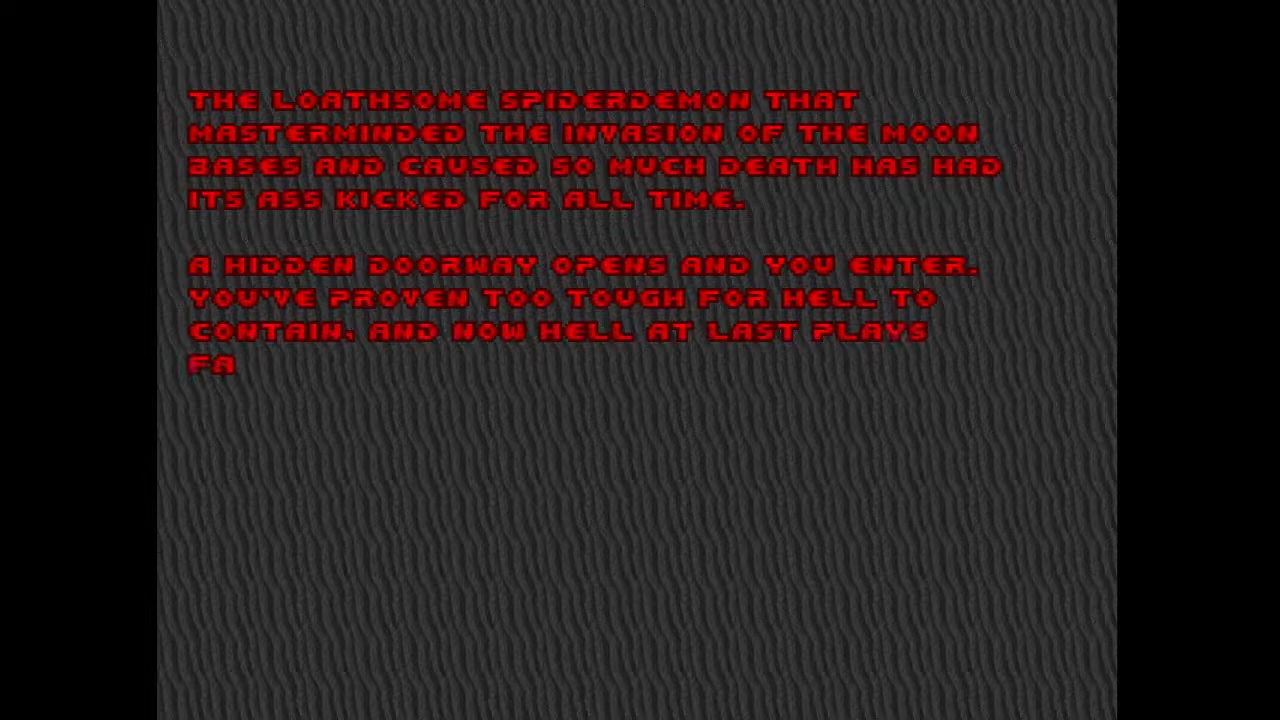 THE LOATHSOME SPIDERDEMON THAT
MASTERMINDED THE INVASION OF THE MOON
BASES AND CAUSED SO MUCH DEATH HAS HAD
ITS ASS KICKED FOR ALL TIME.
A HIDDEN DOORWAY OPENS AND YOU ENTER.
YOU'VE PROVEN TOO TOUGH FOR HELL TO
CONTAIN, AND NOW HELL AT LAST PLAYS
FA